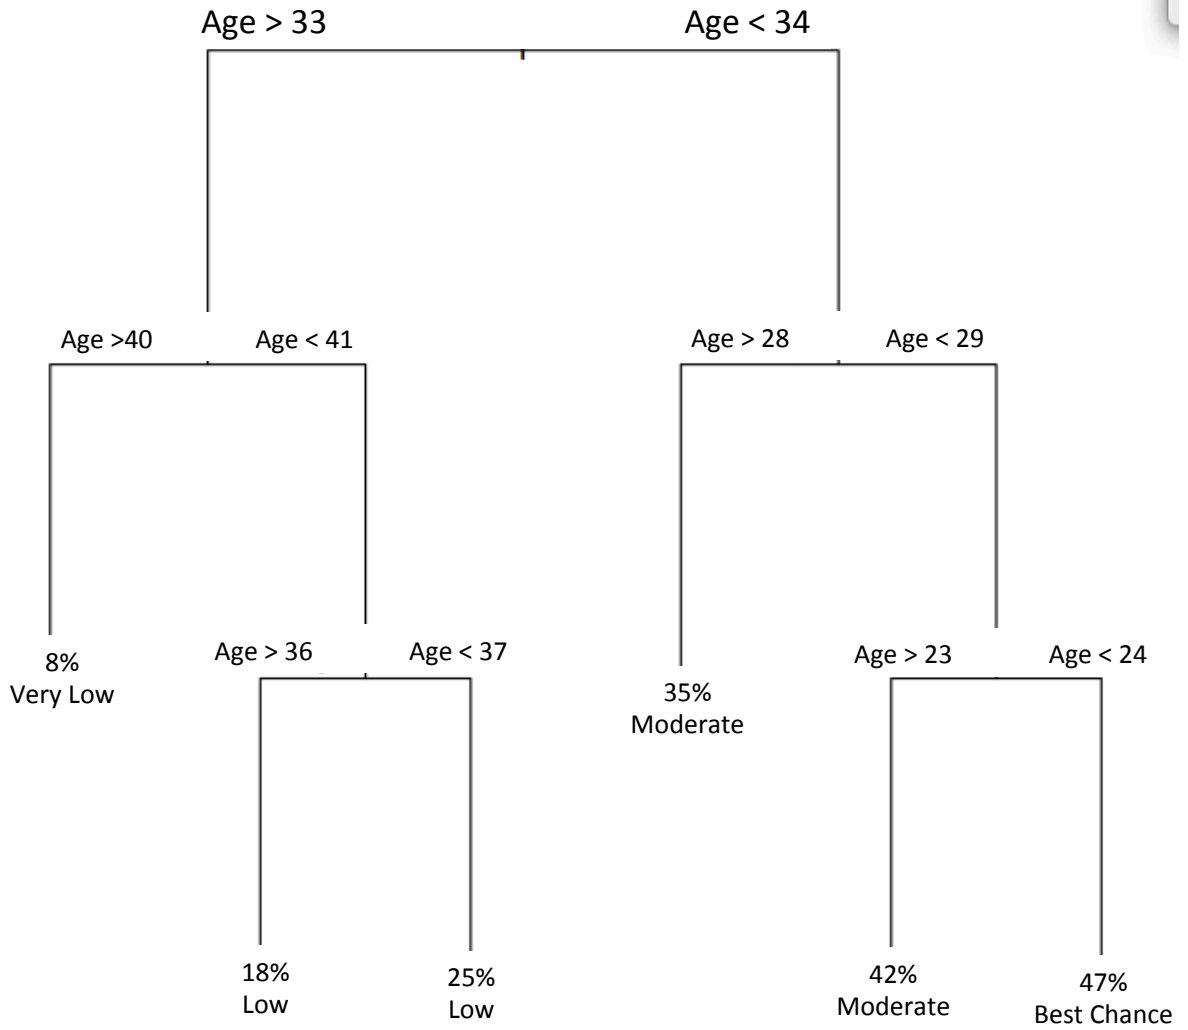 Age > 33
Age < 34
Age >40
Age < 41
Age > 28
Age < 29
8%
Very Low
Age > 36
Age < 37
35%
Moderate
Age > 23
Age < 24
18%
Low
25%
Low
42%
Moderate
47%
Best Chance